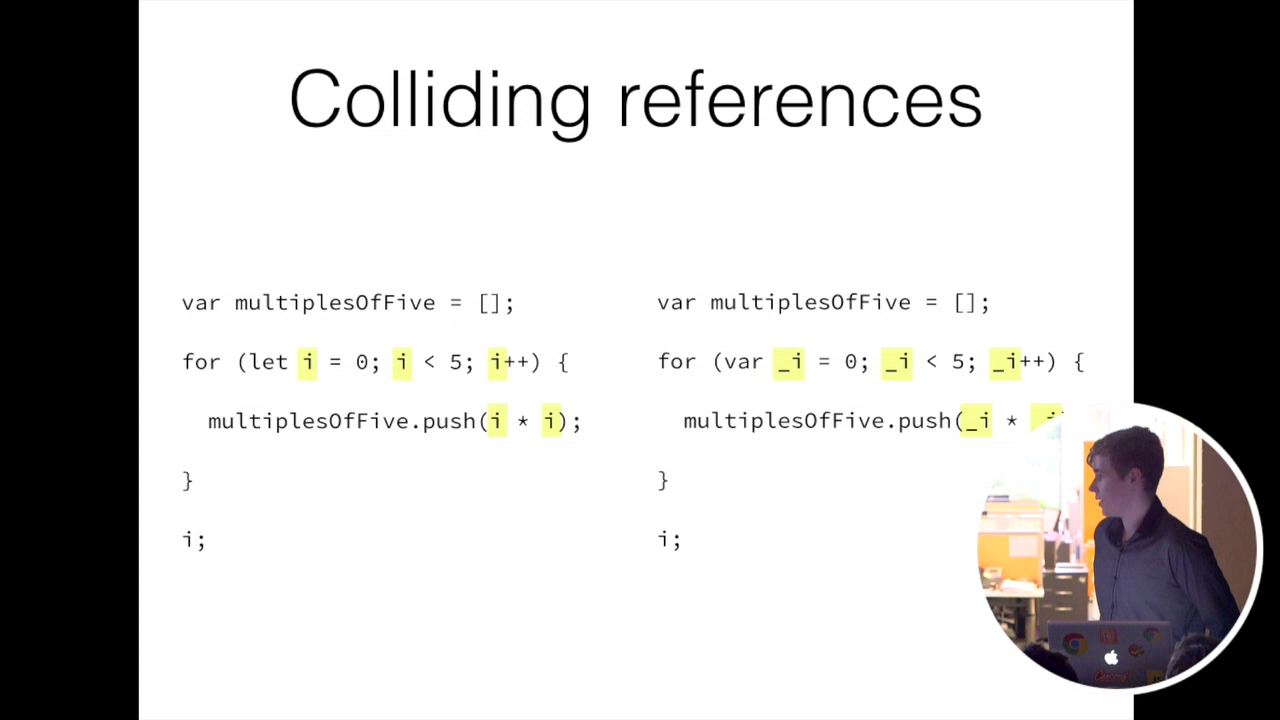 Colliding references
var multiplesOfFive = [];
for (let i = 0; i < 5; i++) {
multiplesOfFive.push(i * i);
}
i;
var multiplesOfFive = [];
for (var _i = 0; _i < 5; _i++) {
multiplesOfFive.push(_i *
}
i;